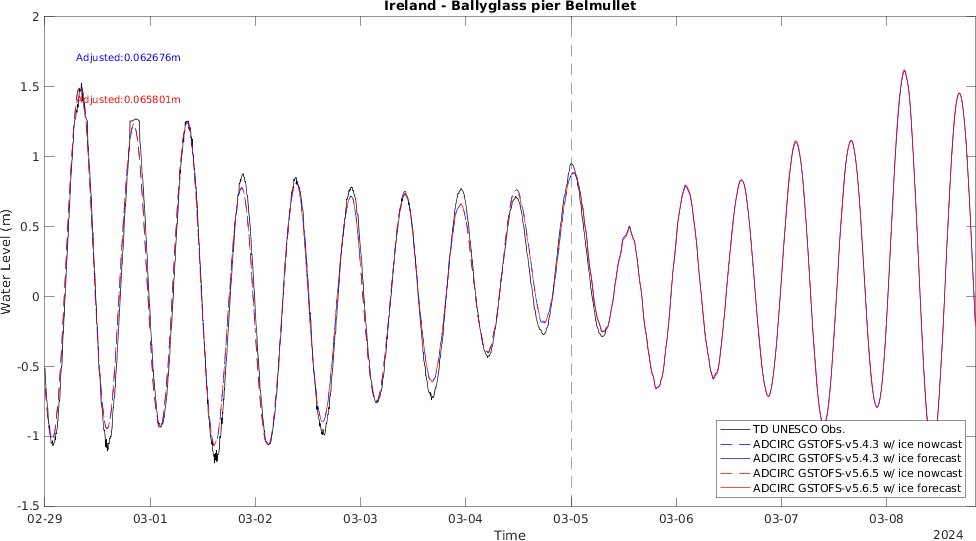 Ireland - Ballyglass pier Belmullet
2
Adjusted:0.062676m
1.5
Adjusted:0.065801m
1
0.5
0
-0.5
-1
-1.5
Water Level (m)
TD UNESCO Obs.
ADCIRC GSTOFS-v5.4.3 w/ ice nowcast
ADCIRC GSTOFS-v5.4.3 w/ ice forecast
ADCIRC GSTOFS-v5.6.5 w/ ice nowcast
ADCIRC GSTOFS-v5.6.5 w/ ice forecast
02-29 03-01 03-02 03-03 03-04 03-05 03-06 03-07 03-08
Time
2024